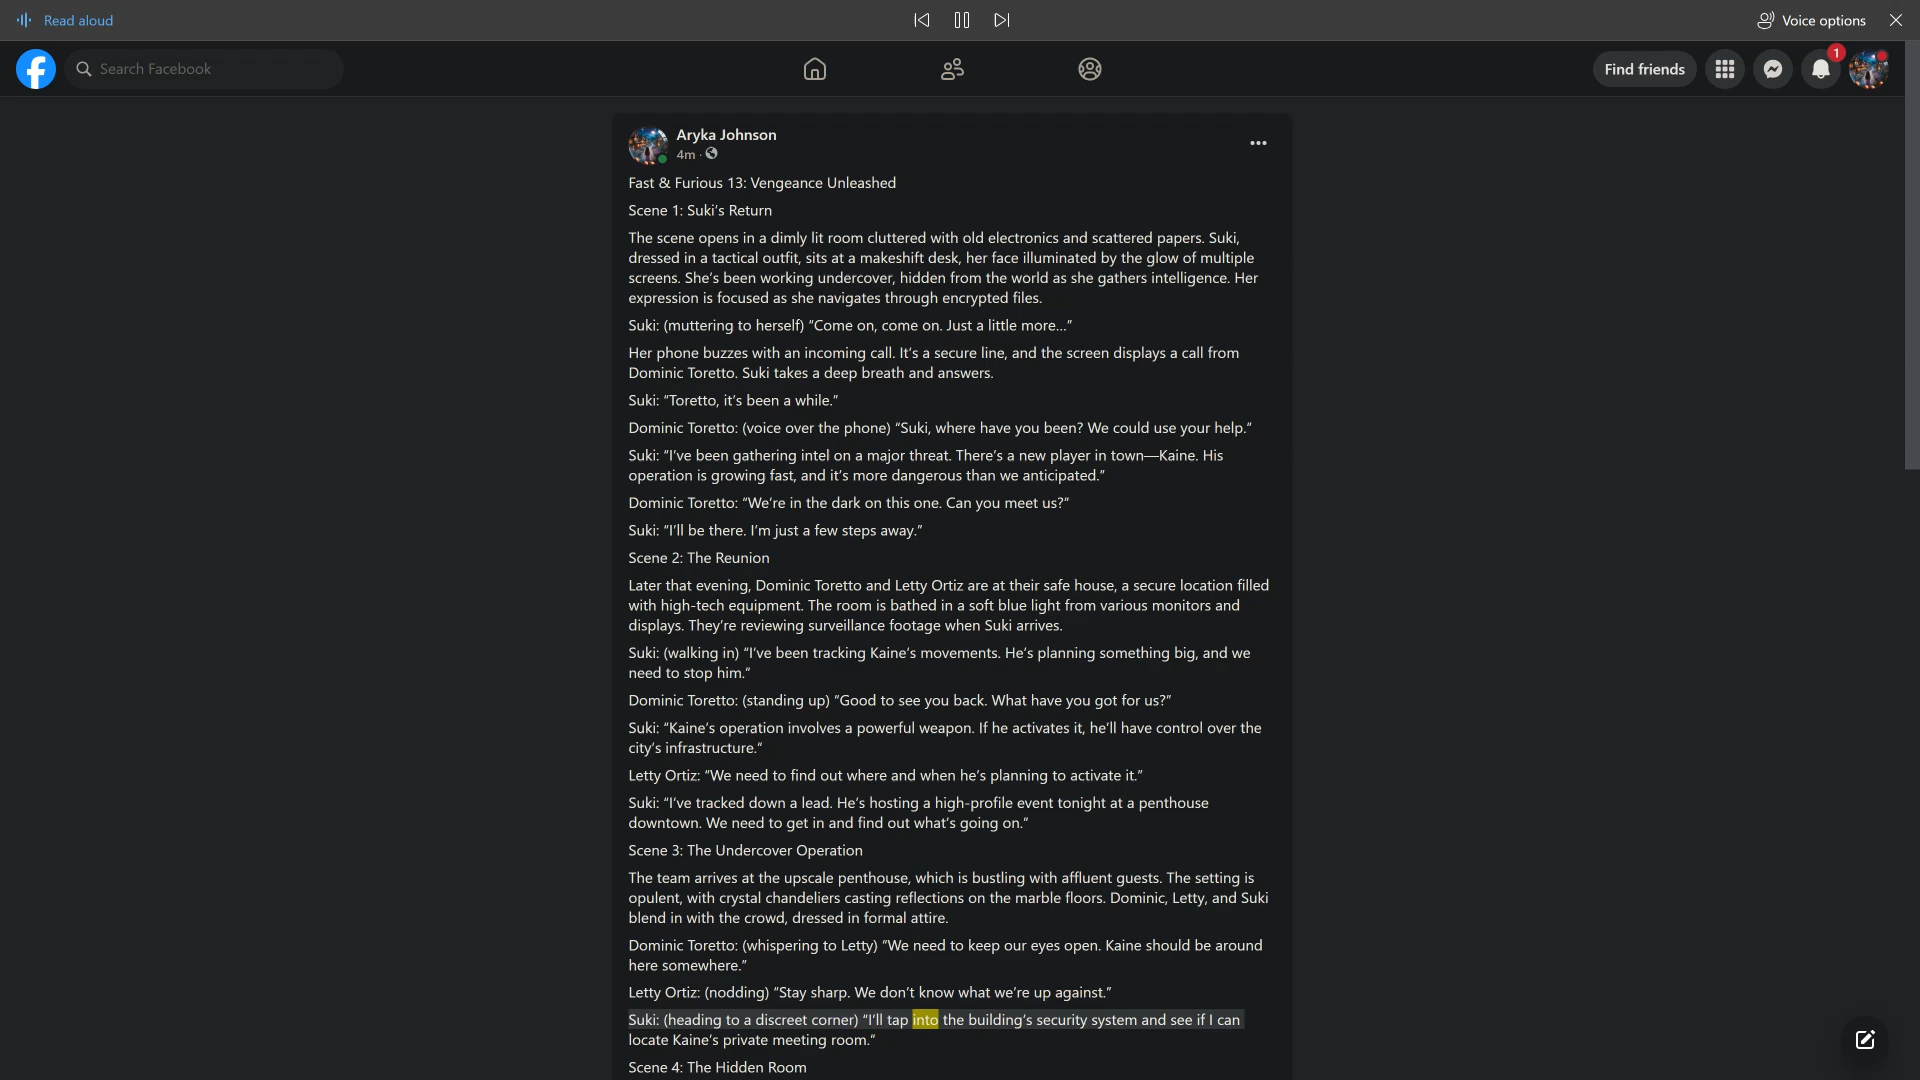 Read aloud
Voice options
Search Facebook
Find friends
1
Aryka Johnson
4m ·
Fast & Furious 13: Vengeance Unleashed
Scene 1: Suki’s Return
The scene opens in a dimly lit room cluttered with old electronics and scattered papers. Suki,
dressed in a tactical outfit, sits at a makeshift desk, her face illuminated by the glow of multiple
screens. She’s been working undercover, hidden from the world as she gathers intelligence. Her
expression is focused as she navigates through encrypted files.
Suki: (muttering to herself) “Come on, come on. Just a little more…”
Her phone buzzes with an incoming call. It’s a secure line, and the screen displays a call from
Dominic Toretto. Suki takes a deep breath and answers.
Suki: “Toretto, it’s been a while.”
Dominic Toretto: (voice over the phone) “Suki, where have you been? We could use your help.”
Suki: “I’ve been gathering intel on a major threat. There’s a new player in town—Kaine. His
operation is growing fast, and it’s more dangerous than we anticipated.”
Dominic Toretto: “We’re in the dark on this one. Can you meet us?”
Suki: “I’ll be there. I’m just a few steps away.”
Scene 2: The Reunion
Later that evening, Dominic Toretto and Letty Ortiz are at their safe house, a secure location filled
with high-tech equipment. The room is bathed in a soft blue light from various monitors and
displays. They’re reviewing surveillance footage when Suki arrives.
Suki: (walking in) “I’ve been tracking Kaine’s movements. He’s planning something big, and we
need to stop him.”
Dominic Toretto: (standing up) “Good to see you back. What have you got for us?”
Suki: “Kaine’s operation involves a powerful weapon. If he activates it, he’ll have control over the
city’s infrastructure.”
Letty Ortiz: “We need to find out where and when he’s planning to activate it.”
Suki: “I’ve tracked down a lead. He’s hosting a high-profile event tonight at a penthouse
downtown. We need to get in and find out what’s going on.”
Scene 3: The Undercover Operation
The team arrives at the upscale penthouse, which is bustling with affluent guests. The setting is
opulent, with crystal chandeliers casting reflections on the marble floors. Dominic, Letty, and Suki
blend in with the crowd, dressed in formal attire.
Dominic Toretto: (whispering to Letty) “We need to keep our eyes open. Kaine should be around
here somewhere.”
Letty Ortiz: (nodding) “Stay sharp. We don’t know what we’re up against.”
Suki: (heading to a discreet corner) “I’ll tap into the building’s security system and see if I can
locate Kaine’s private meeting room.”
Scene 4: The Hidden Room